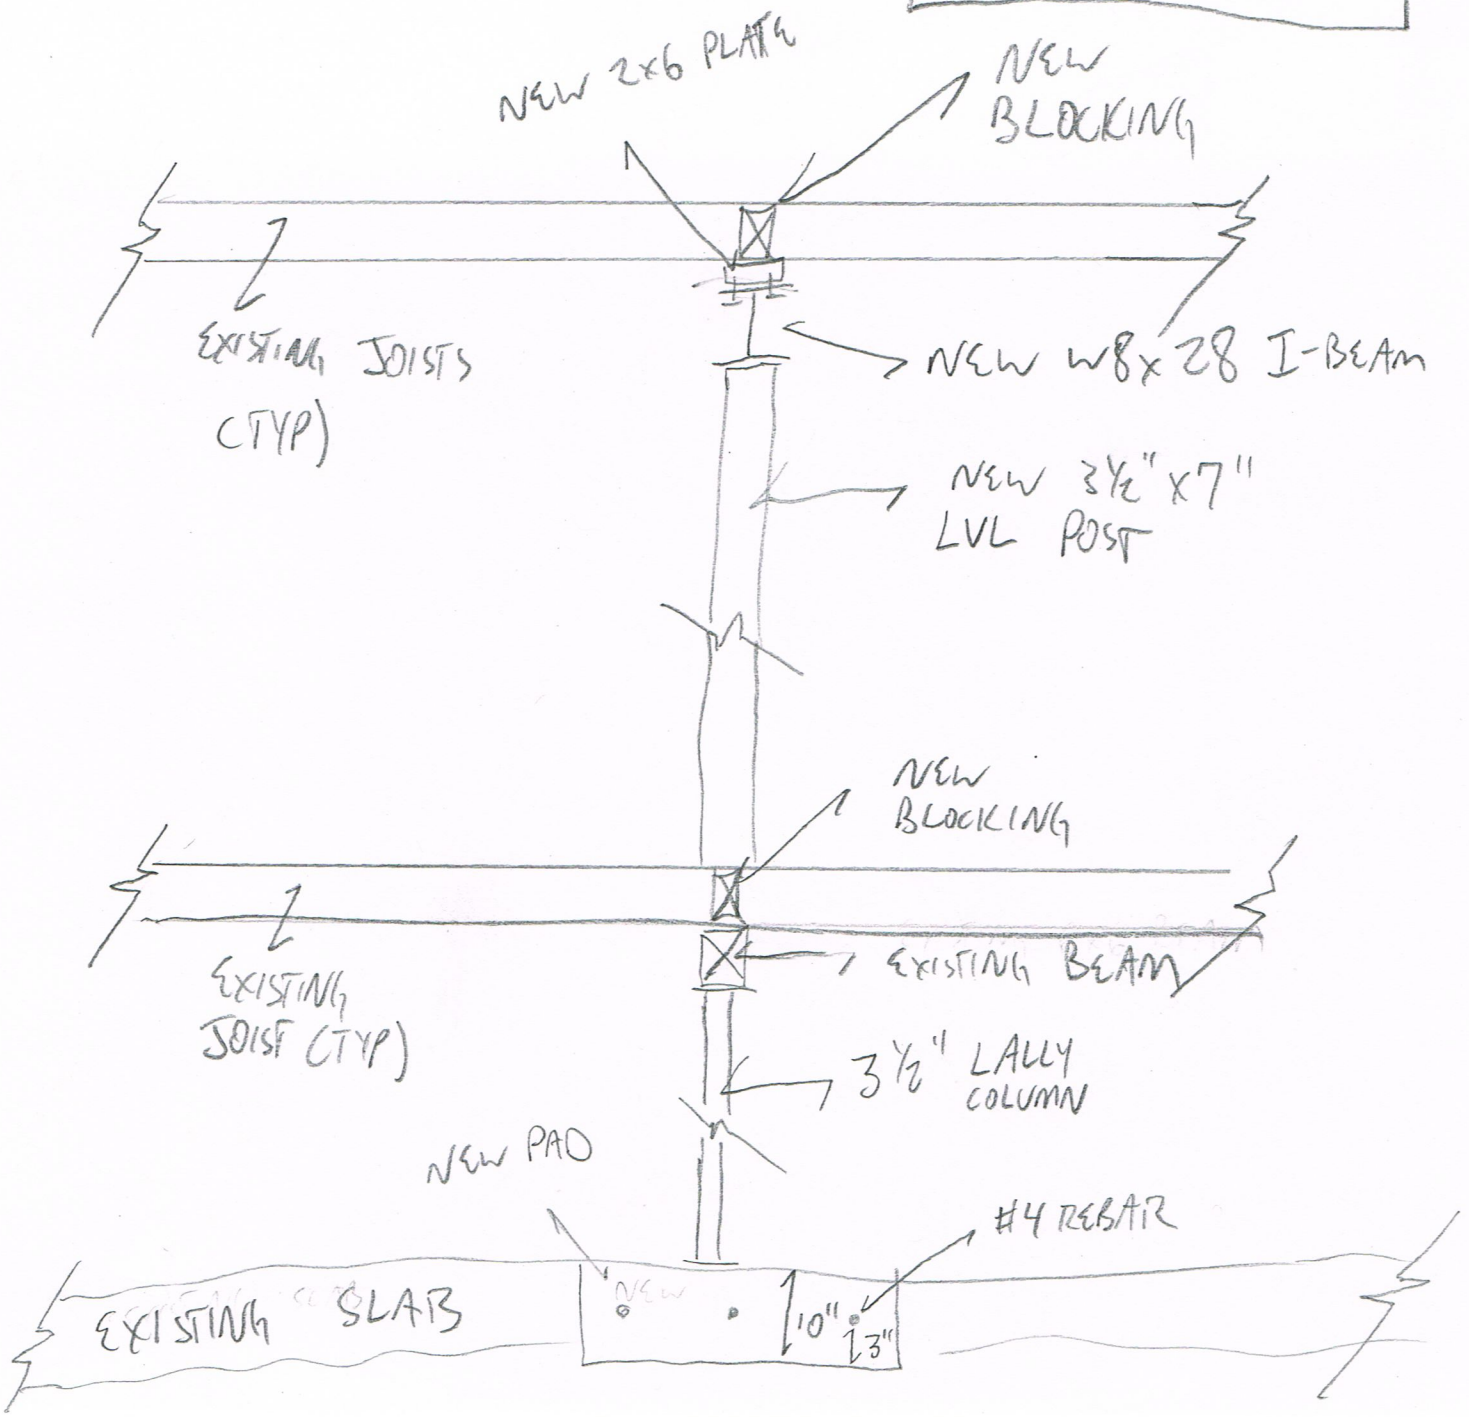 NEW 2x6 PLATE
NEW
BLOCKING
EXISTING JOISTS
(TYP)
NEW W8x28 I-BEAM
NEW 3½" x 7"
LVL POST
NEW
BLOCKING
EXISTING BEAM
EXISTING
JOIST (TYP)
3½" LALLY
COLUMN
NEW PAD
#4 REBAR
NEW
EXISTING SLAB
10"
3"